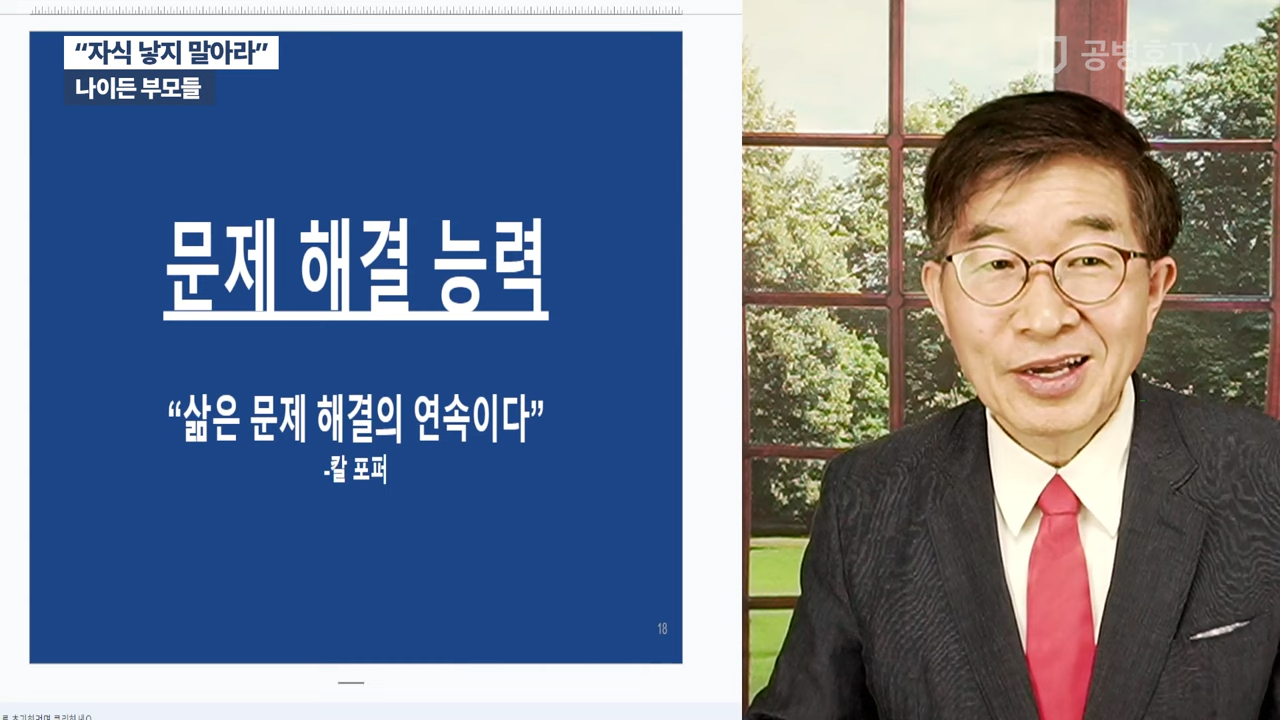 “자식 낳지 말아라”
나이든 부모들
공병호TV
문제 해결 능력
“삶은 문제 해결의 연속이다”
-칼 포퍼
18